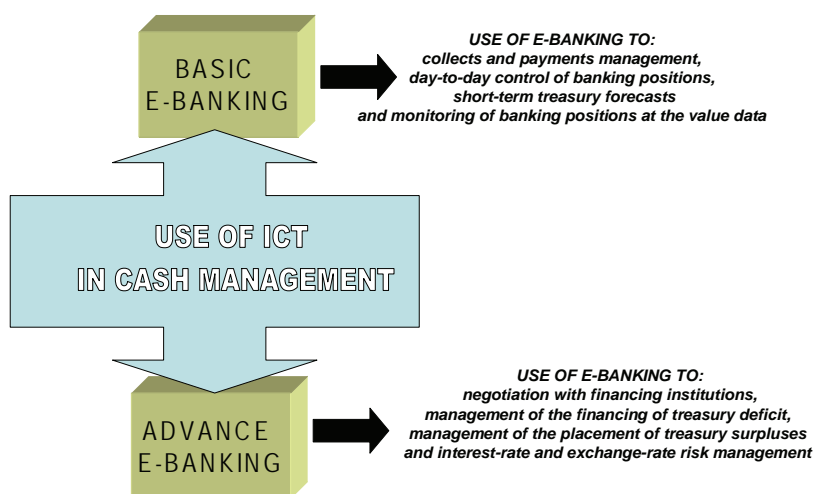 BASIC
E-BANKING
USE OF E-BANKING TO:
collects and payments management,
day-to-day control of banking positions,
short-term treasury forecasts
and monitoring of banking positions at the value data
USE OF ICT
IN CASH MANAGEMENT
ADVANCE
E-BANKING
USE OF E-BANKING TO:
negotiation with financing institutions,
management of the financing of treasury deficit,
management of the placement of treasury surpluses
and interest-rate and exchange-rate risk management